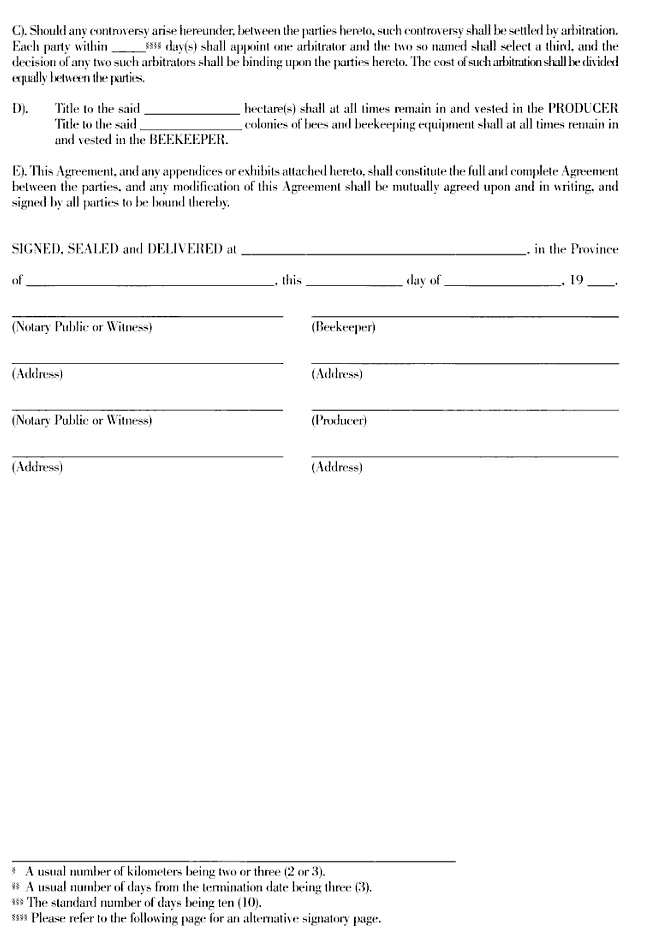 C). Should any controversy arise hereunder, between the parties hereto, such controversy shall be settled by arbitration.
Each party within _____§§§§ day(s) shall appoint one arbitrator and the two so named shall select a third, and the
decision of any two such arbitrators shall be binding upon the parties hereto. The cost of such arbitration shall be divided
equally between the parties.
D). Title to the said ______________ hectare(s) shall at all times remain in and vested in the PRODUCER
Title to the said _______________ colonies of bees and beekeeping equipment shall at all times remain in
and vested in the BEEKEEPER.
E). This Agreement, and any appendices or exhibits attached hereto, shall constitute the full and complete Agreement
between the parties, and any modification of this Agreement shall be mutually agreed upon and in writing, and
signed by all parties to be bound thereby.
SIGNED, SEALED and DELIVERED at ________________________________________, in the Province
of ___________________________________, this ______________ day of _________________, 19 ____.
(Notary Public or Witness) (Beekeeper)
(Address) (Address)
(Notary Public or Witness) (Producer)
(Address) (Address)
§ A usual number of kilometers being two or three (2 or 3).
§§ A usual number of days from the termination date being three (3).
§§§ The standard number of days being ten (10).
§§§§ Please refer to the following page for an alternative signatory page.